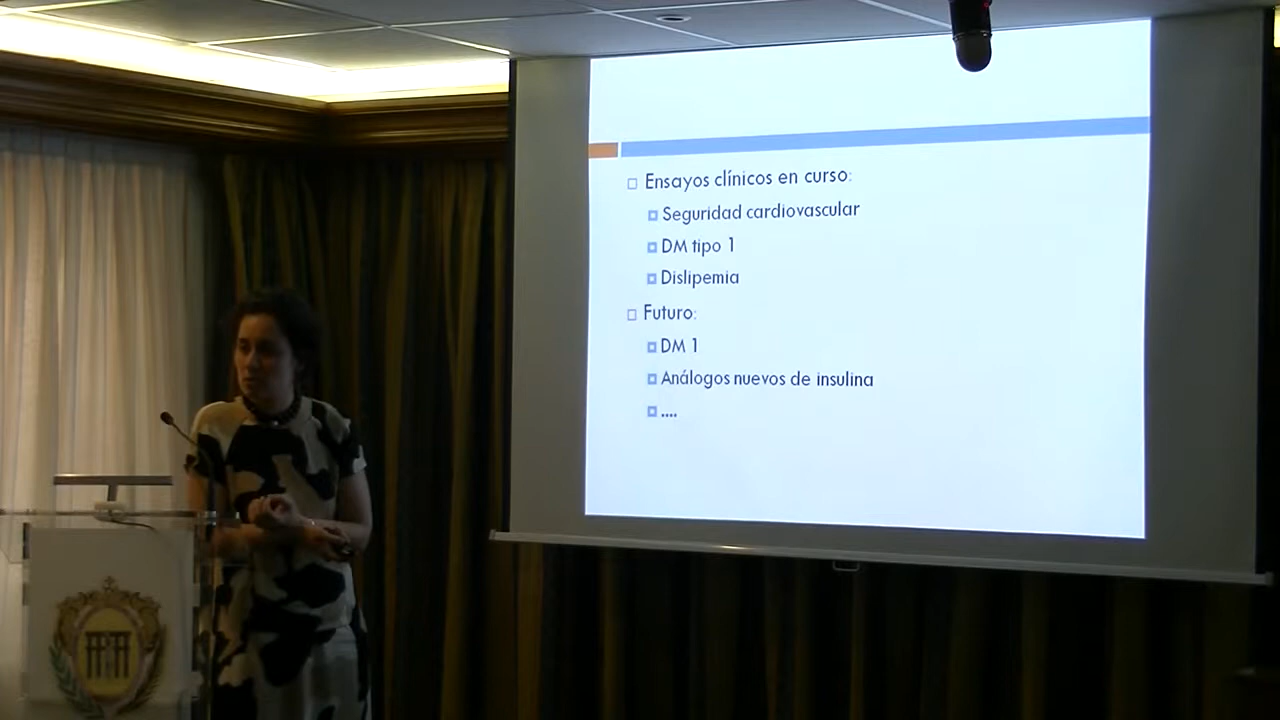 Ensayos clínicos en curso:
Seguridad cardiovascular
DM tipo 1
Dislipemia
Futuro:
DM 1
Análogos nuevos de insulina
....